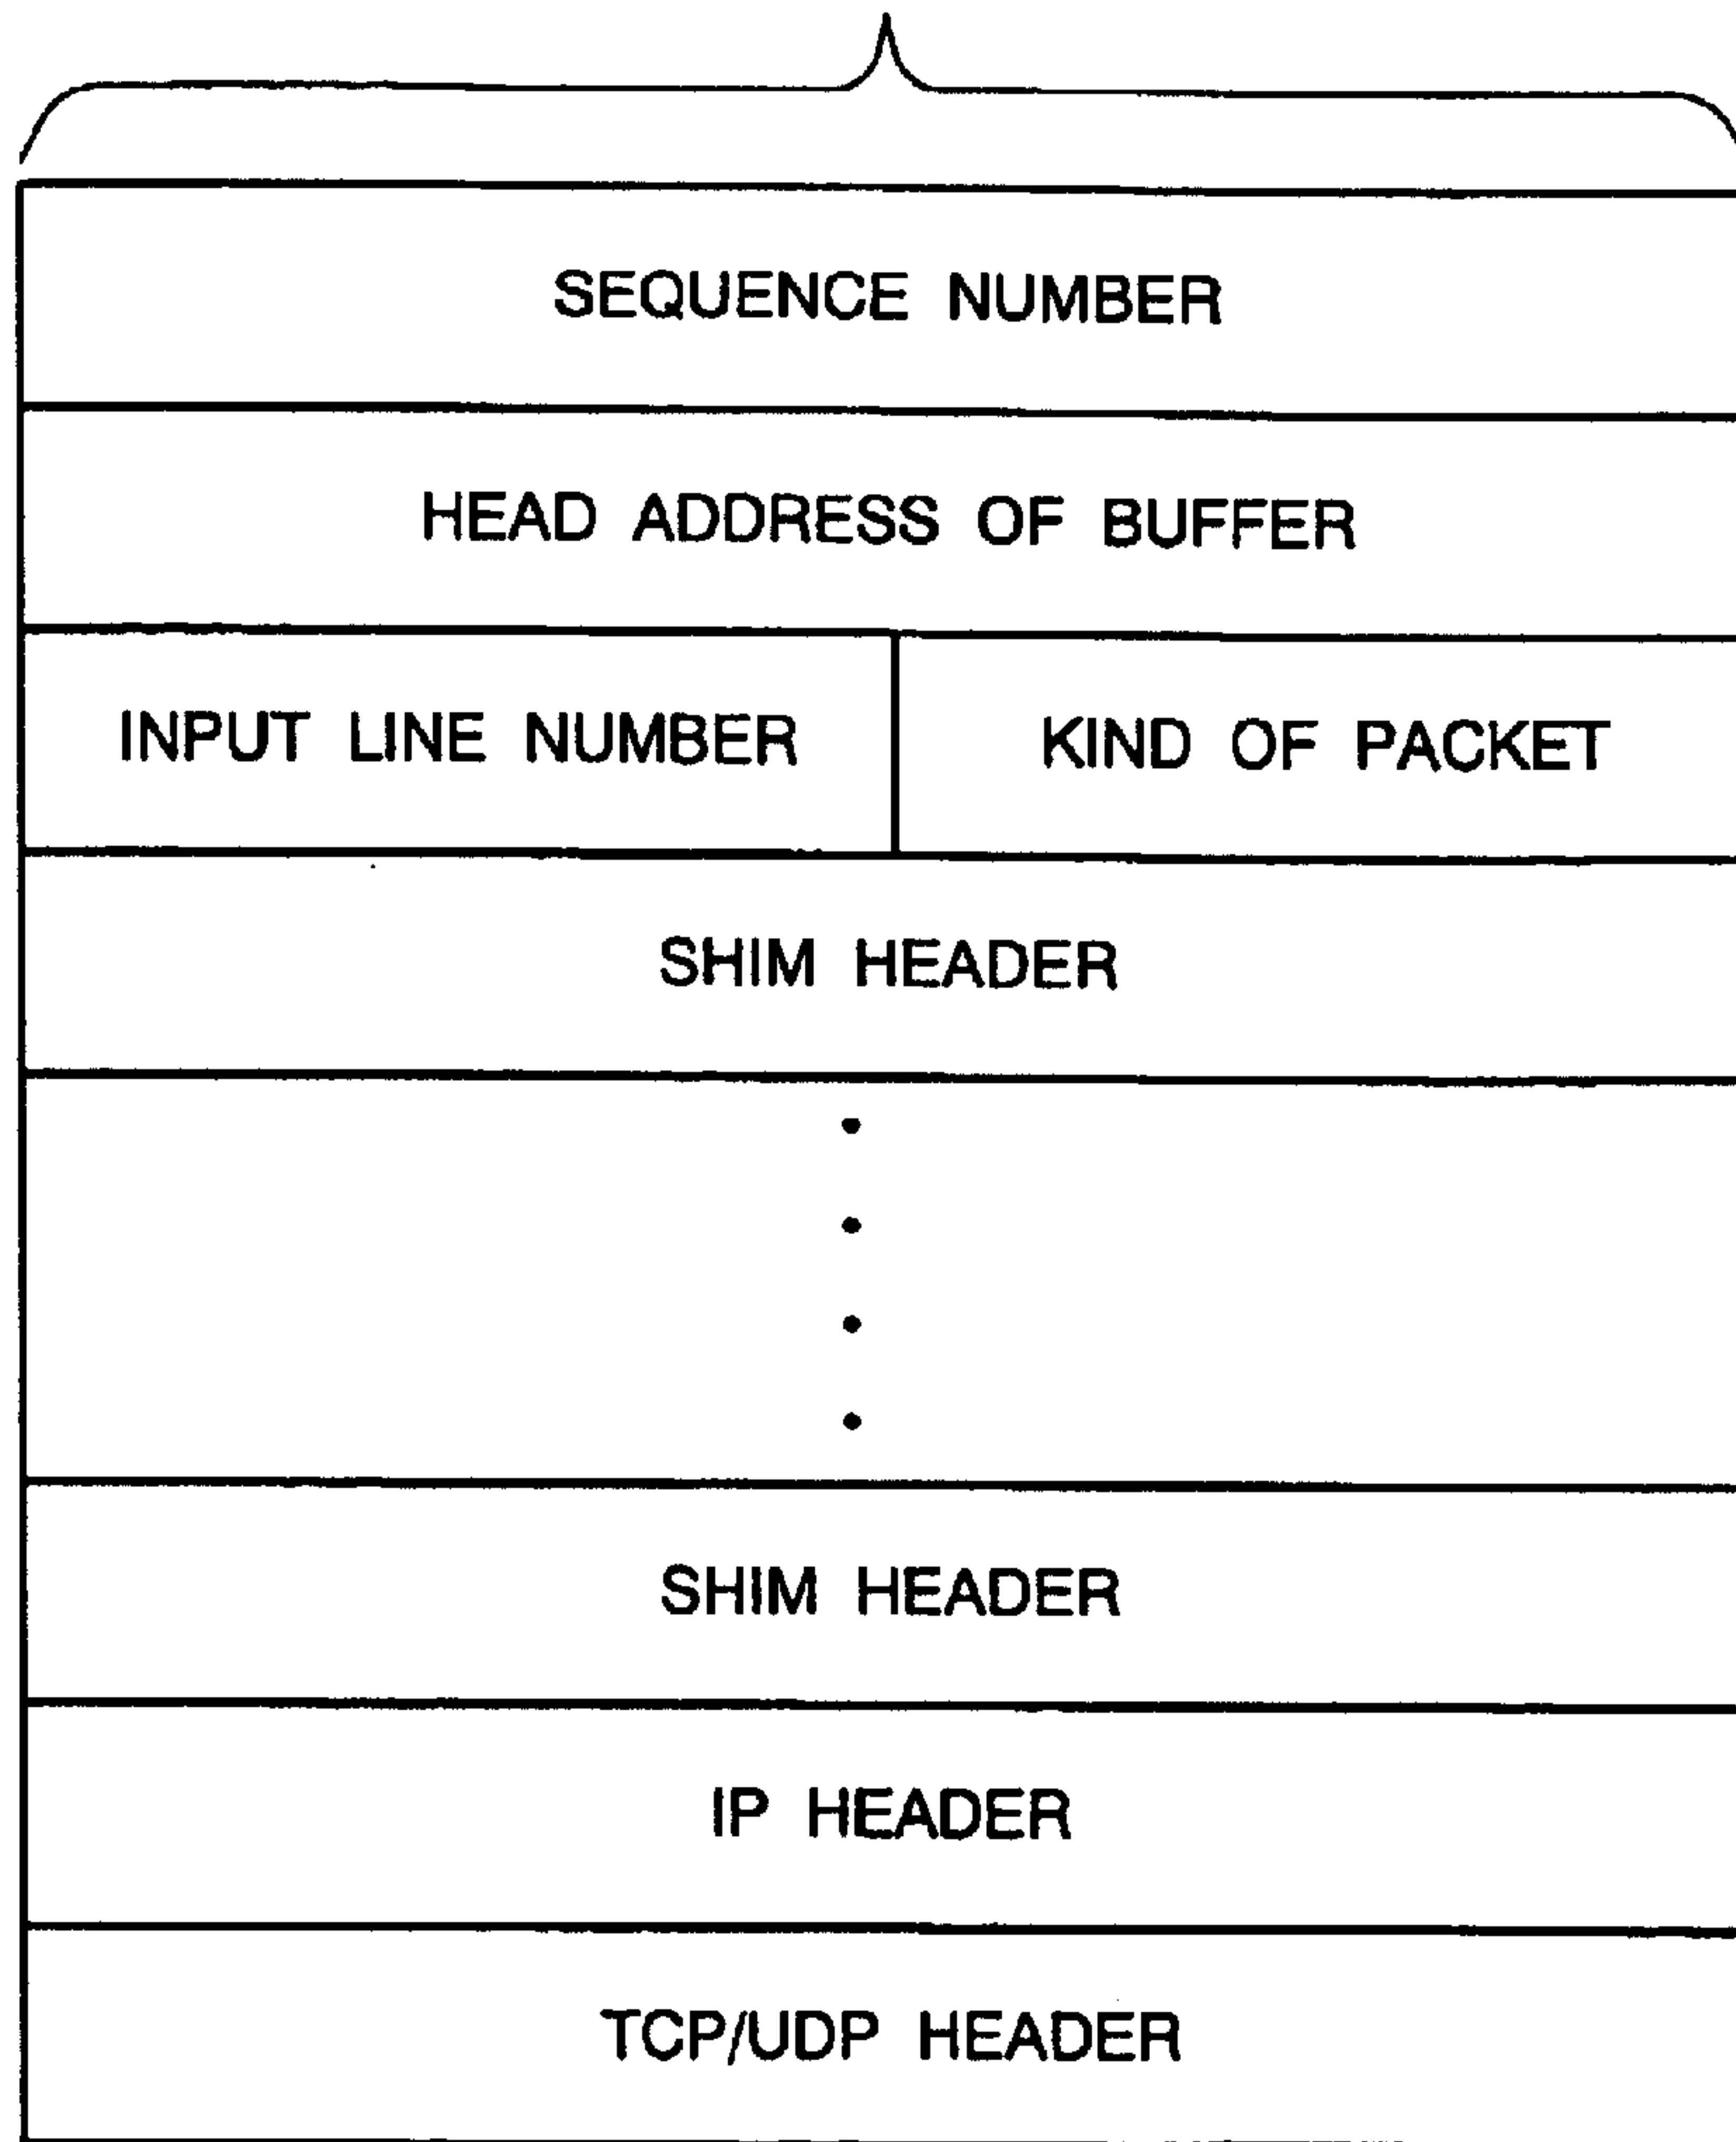 SEQUENCE NUMBER
HEAD ADDRESS OF BUFFER
INPUT LINE NUMBER
KIND OF PACKET
SHIM HEADER
SHIM HEADER
IP HEADER
TCP/UDP HEADER